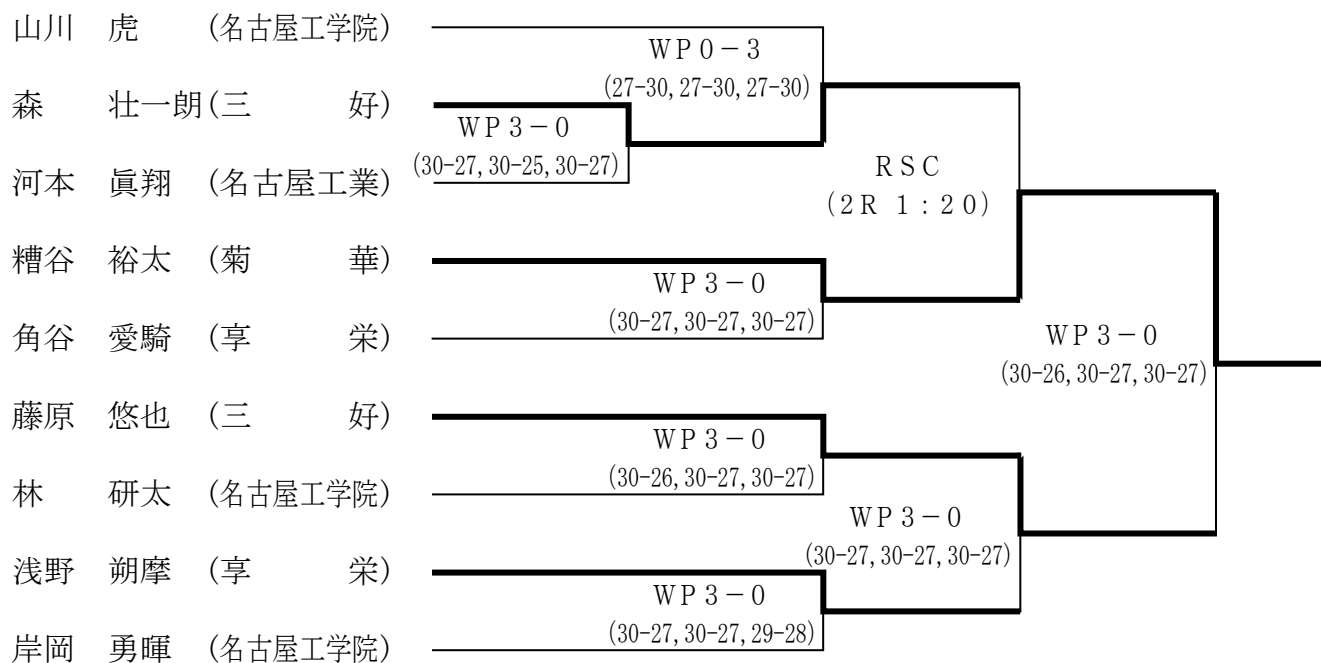 山川 虎 (名古屋工学院)
WP0－3
(27-30, 27-30, 27-30)
森 壮一朗(三 好)
WP3－0
(30-27, 30-25, 30-27)
河本 眞翔 (名古屋工業)
RSC
(2R 1：20)
糟谷 裕太 (菊 華)
WP3－0
(30-27, 30-27, 30-27)
角谷 愛騎 (享 栄)
WP3－0
(30-26, 30-27, 30-27)
藤原 悠也 (三 好)
WP3－0
(30-26, 30-27, 30-27)
林 研太 (名古屋工学院)
WP3－0
(30-27, 30-27, 30-27)
浅野 朔摩 (享 栄)
WP3－0
(30-27, 30-27, 29-28)
岸岡 勇暉 (名古屋工学院)